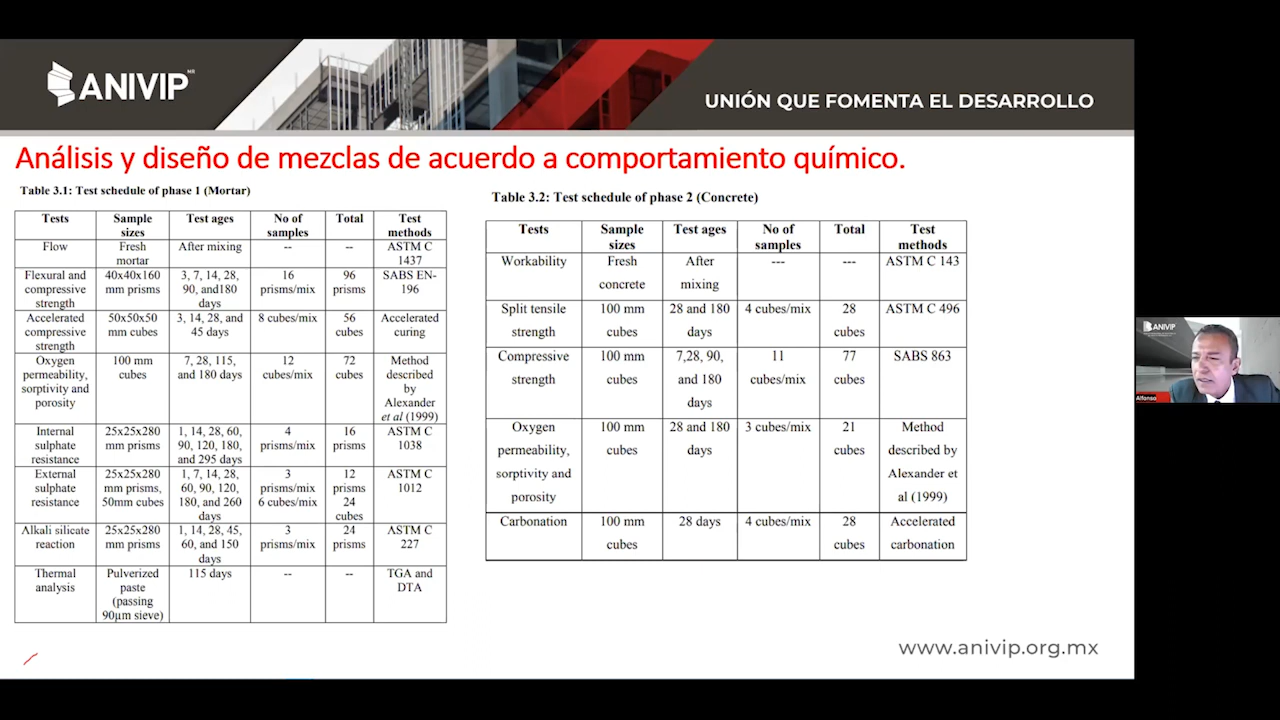 ANIVIP MR
UNIÓN QUE FOMENTA EL DESARROLLO
Análisis y diseño de mezclas de acuerdo a comportamiento químico.
Table 3.1: Test schedule of phase 1 (Mortar)
Tests Sample sizes Test ages No of samples Total Test methods
Flow Fresh mortar After mixing -- -- ASTM C 1437
Flexural and compressive strength 40x40x160 mm prisms 3, 7, 14, 28, 90, and180 days 16 prisms/mix 96 prisms SABS EN-196
Accelerated compressive strength 50x50x50 mm cubes 3, 14, 28, and 45 days 8 cubes/mix 56 cubes Accelerated curing
Oxygen permeability, sorptivity and porosity 100 mm cubes 7, 28, 115, and 180 days 12 cubes/mix 72 cubes Method described by Alexander et al (1999)
Internal sulphate resistance 25x25x280 mm prisms 1, 14, 28, 60, 90, 120, 180, and 295 days 4 prisms/mix 16 prisms ASTM C 1038
External sulphate resistance 25x25x280 mm prisms, 50mm cubes 1, 7, 14, 28, 60, 90, 120, 180, and 260 days 3 prisms/mix 6 cubes/mix 12 prisms 24 cubes ASTM C 1012
Alkali silicate reaction 25x25x280 mm prisms 1, 14, 28, 45, 60, and 150 days 3 prisms/mix 24 prisms ASTM C 227
Thermal analysis Pulverized paste (passing 90µm sieve) 115 days -- -- TGA and DTA
Table 3.2: Test schedule of phase 2 (Concrete)
Tests Sample sizes Test ages No of samples Total Test methods
Workability Fresh concrete After mixing --- --- ASTM C 143
Split tensile strength 100 mm cubes 28 and 180 days 4 cubes/mix 28 cubes ASTM C 496
Compressive strength 100 mm cubes 7,28, 90, and 180 days 11 cubes/mix 77 cubes SABS 863
Oxygen permeability, sorptivity and porosity 100 mm cubes 28 and 180 days 3 cubes/mix 21 cubes Method described by Alexander et al (1999)
Carbonation 100 mm cubes 28 days 4 cubes/mix 28 cubes Accelerated carbonation
www.anivip.org.mx
ANIVIP
Alfonso